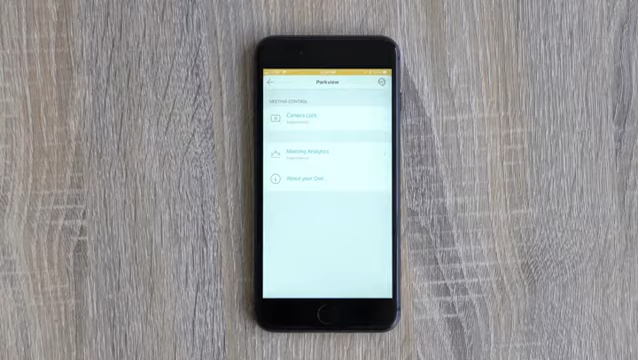 Parkview
MEETING CONTROL
Camera Lock
Meeting Analytics
About your Owl